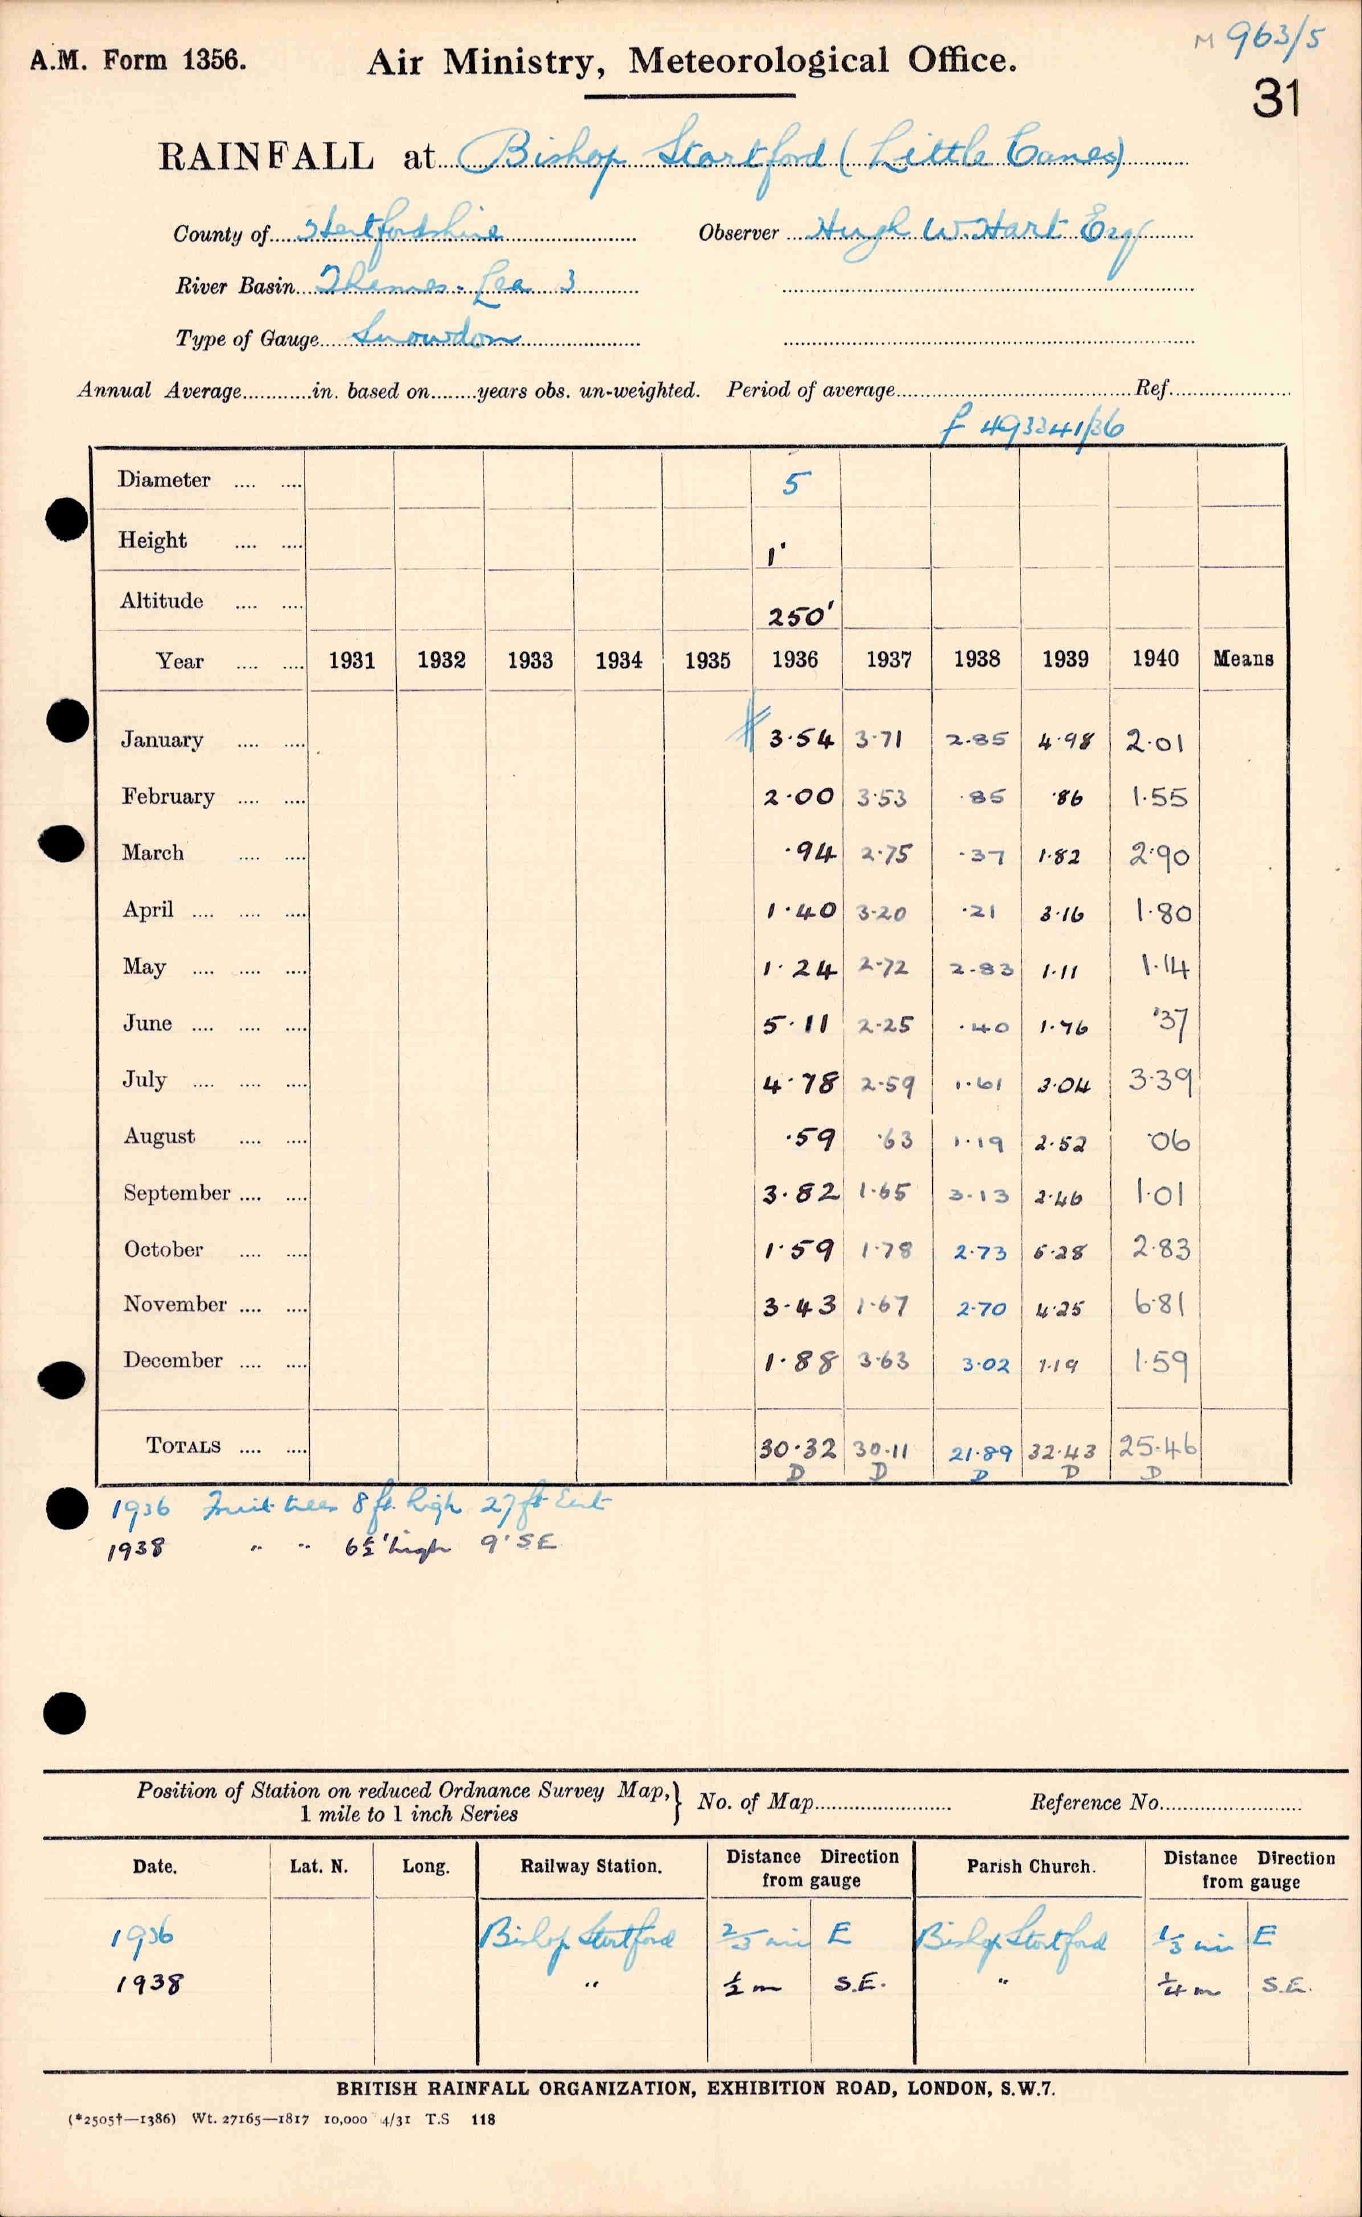 M 963/5
A.M. Form 1356. Air Ministry, Meteorological Office.
31
RAINFALL at Bishop Stortford (Little Canes)
County of Hertfordshire Observer Hugh W. Hart Esq
River Basin Thames. Lea 3
Type of Gauge Snowdon
Annual Average............in. based on........years obs. un-weighted. Period of average........................................Ref.....................
f 493341/36
Diameter .... .... 5
Height .... .... 1'
Altitude .... .... 250'
Year .... .... 1931 1932 1933 1934 1935 1936 1937 1938 1939 1940 Means
January .... .... 3·54 3·71 2·85 4·98 2·01
February .... .... 2·00 3·53 ·85 ·86 1·55
March .... .... ·94 2·75 ·37 1·82 2·90
April .... .... .... 1·40 3·20 ·21 3·16 1·80
May .... .... .... 1·24 2·72 2·83 1·11 1·14
June .... .... .... 5·11 2·25 ·40 1·76 ·37
July .... .... .... 4·78 2·59 1·61 3·04 3·39
August .... .... ·59 ·63 1·19 2·52 ·06
September .... .... 3·82 1·65 3·13 2·46 1·01
October .... .... 1·59 1·78 2·73 5·28 2·83
November .... .... 3·43 1·67 2·70 4·25 6·81
December .... .... 1·88 3·63 3·02 1·19 1·59
TOTALS .... .... 30·32 30·11 21·89 32·43 25·46
D D D D D
1936 Fruit trees 8 ft. high 27 ft East
1938 " " 6½' high 9' S.E
Position of Station on reduced Ordnance Survey Map,} No. of Map........................ Reference No.........................
1 mile to 1 inch Series
Date. Lat. N. Long. Railway Station. Distance Direction from gauge Parish Church. Distance Direction from gauge
1936 Bishop Stortford 2/3 mi E Bishop Stortford 1/3 mi E
1938 " ½ m S.E. " ¼ m S.E.
BRITISH RAINFALL ORGANIZATION, EXHIBITION ROAD, LONDON, S.W.7.
(*2505†—1386) Wt. 27165—1817 10,000 4/31 T.S 118